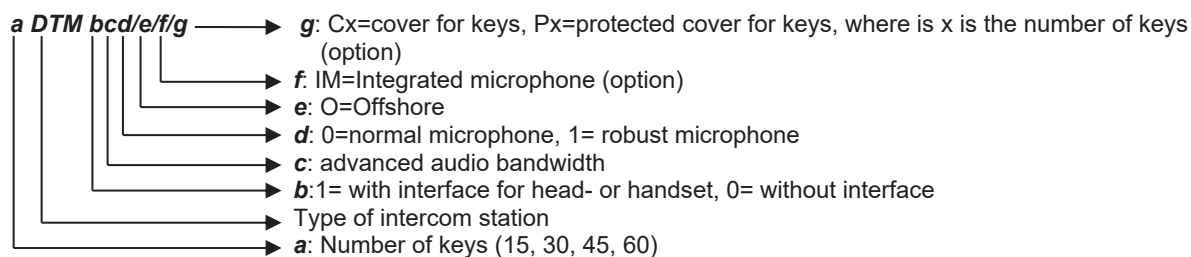 a DTM bcd/e/f/g g: Cx=cover for keys, Px=protected cover for keys, where is x is the number of keys
(option)
f: IM=Integrated microphone (option)
e: O=Offshore
d: 0=normal microphone, 1= robust microphone
c: advanced audio bandwidth
b:1= with interface for head- or handset, 0= without interface
Type of intercom station
a: Number of keys (15, 30, 45, 60)